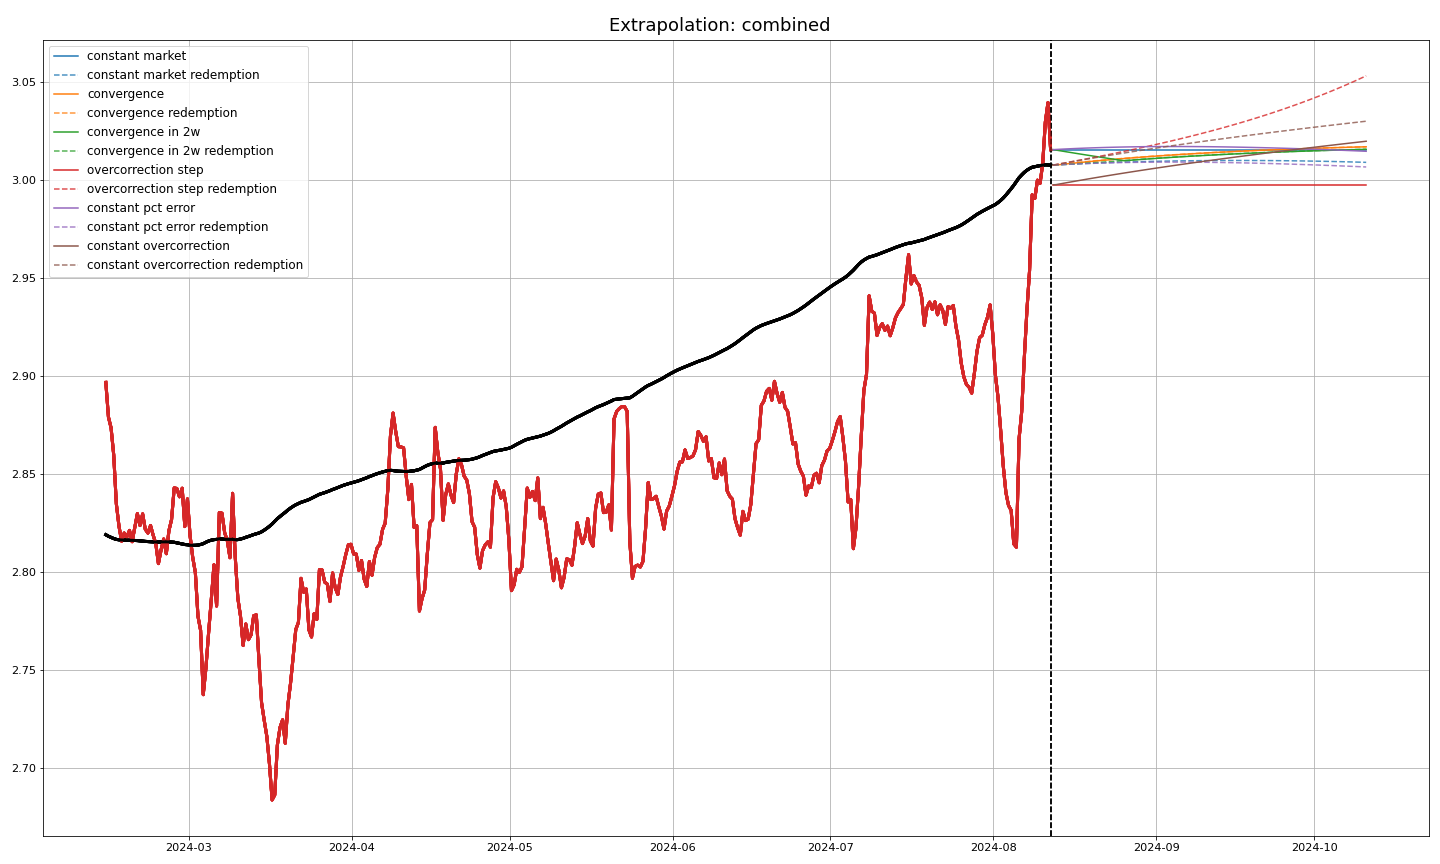 Extrapolation: combined
constant market
constant market redemption
convergence
convergence redemption
convergence in 2w
convergence in 2w redemption
overcorrection step
overcorrection step redemption
constant pct error
constant pct error redemption
constant overcorrection
constant overcorrection redemption
3.05
3.00
2.95
2.90
2.85
2.80
2.75
2.70
2024-03 2024-04 2024-05 2024-06 2024-07 2024-08 2024-09 2024-10